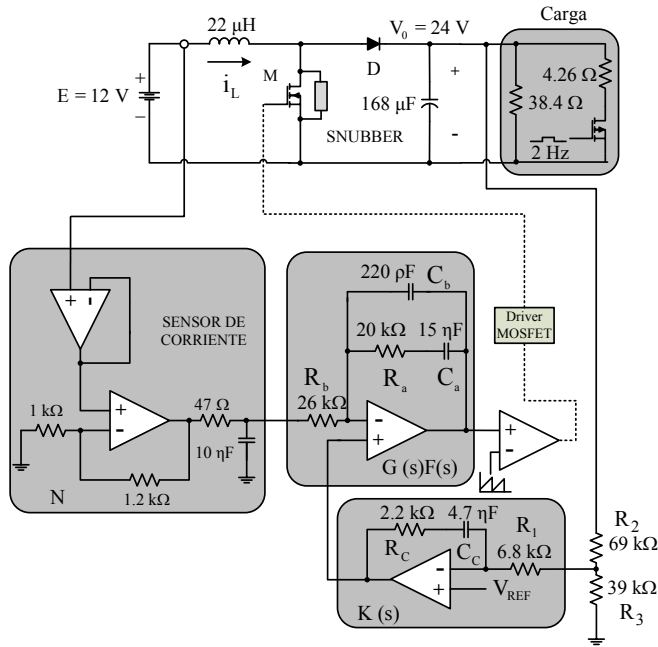 Carga
22 μH
V₀ = 24 V
E = 12 V
+
−
i_L
M
D
+
-
168 μF
SNUBBER
4.26 Ω
38.4 Ω
2 Hz
SENSOR DE
CORRIENTE
+
-
1 kΩ
+
-
47 Ω
10 ηF
1.2 kΩ
N
220 ρF
C_b
20 kΩ
15 ηF
R_a
C_a
R_b
26 kΩ
-
+
G (s)F(s)
Driver
MOSFET
+
-
2.2 kΩ
4.7 ηF
R_C
C_C
R₁
6.8 kΩ
-
+
V_REF
K (s)
R₂
69 kΩ
39 kΩ
R₃